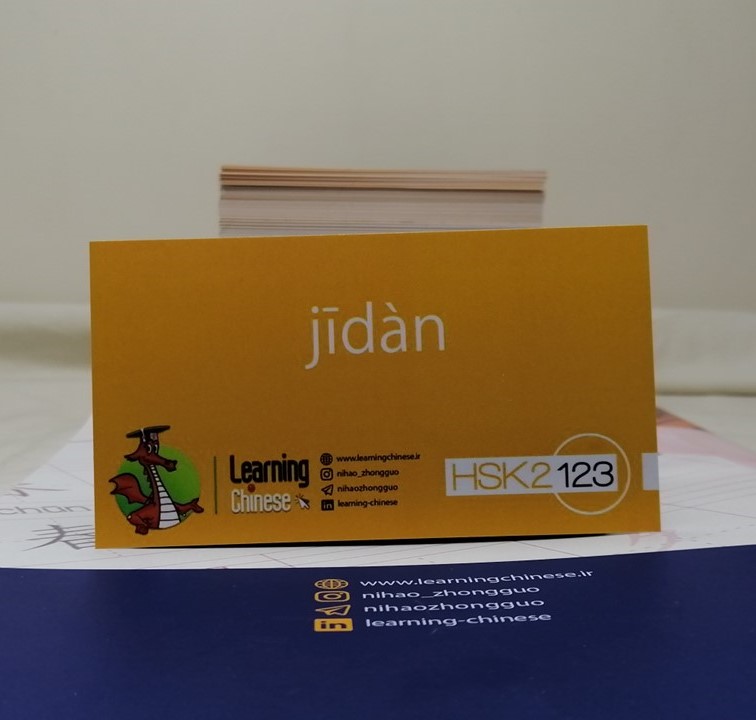 jīdàn
Learning
Chinese
www.learningchinese.ir
nihao_zhongguo
nihaozhongguo
learning-chinese
HSK2 123
春
www.learningchinese.ir
nihao_zhongguo
nihaozhongguo
learning-chinese